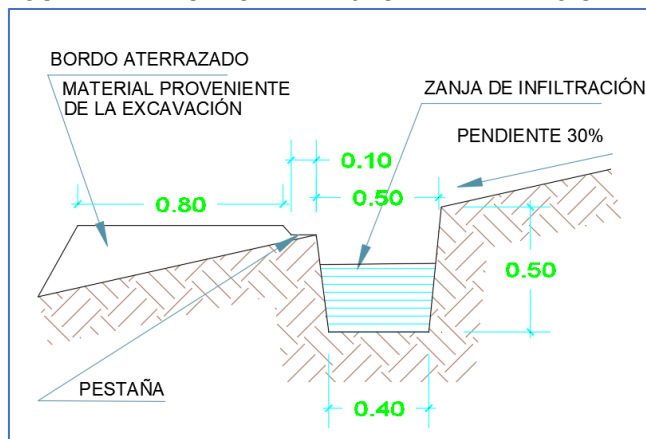 BORDO ATERRAZADO
MATERIAL PROVENIENTE
DE LA EXCAVACIÓN
ZANJA DE INFILTRACIÓN
PENDIENTE 30%
0.10
0.80
0.50
0.50
PESTAÑA
0.40